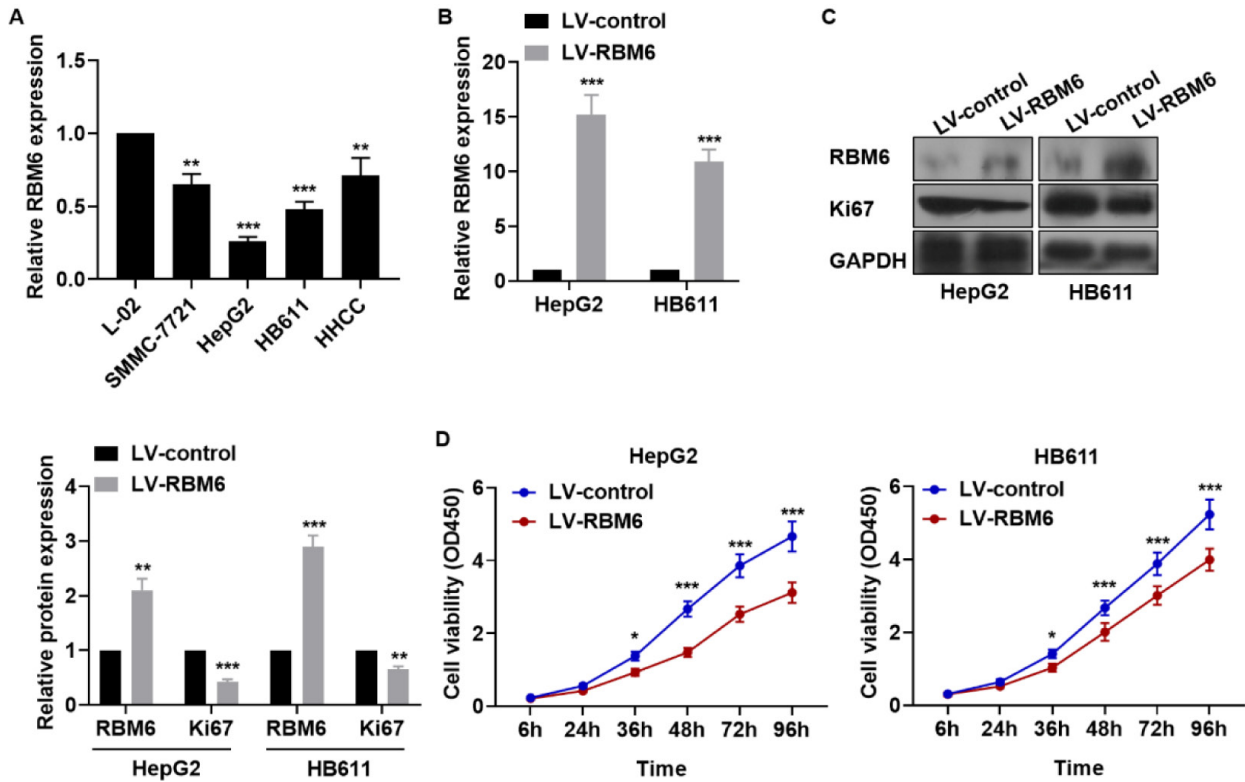 A
Relative RBM6 expression
1.5
1.0
0.5
0.0
**
***
***
**
L-02
SMMC-7721
HepG2
HB611
HHCC
B
LV-control
LV-RBM6
Relative RBM6 expression
20
15
10
5
0
***
***
HepG2
HB611
C
LV-control
LV-RBM6
LV-control
LV-RBM6
RBM6
Ki67
GAPDH
HepG2
HB611
LV-control
LV-RBM6
Relative protein expression
4
3
2
1
0
**
***
***
**
RBM6 Ki67 RBM6 Ki67
HepG2 HB611
D
HepG2
LV-control
LV-RBM6
Cell viability (OD450)
6
4
2
0
*
***
***
***
6h 24h 36h 48h 72h 96h
Time
HB611
LV-control
LV-RBM6
Cell viability (OD450)
6
4
2
0
*
***
***
***
6h 24h 36h 48h 72h 96h
Time